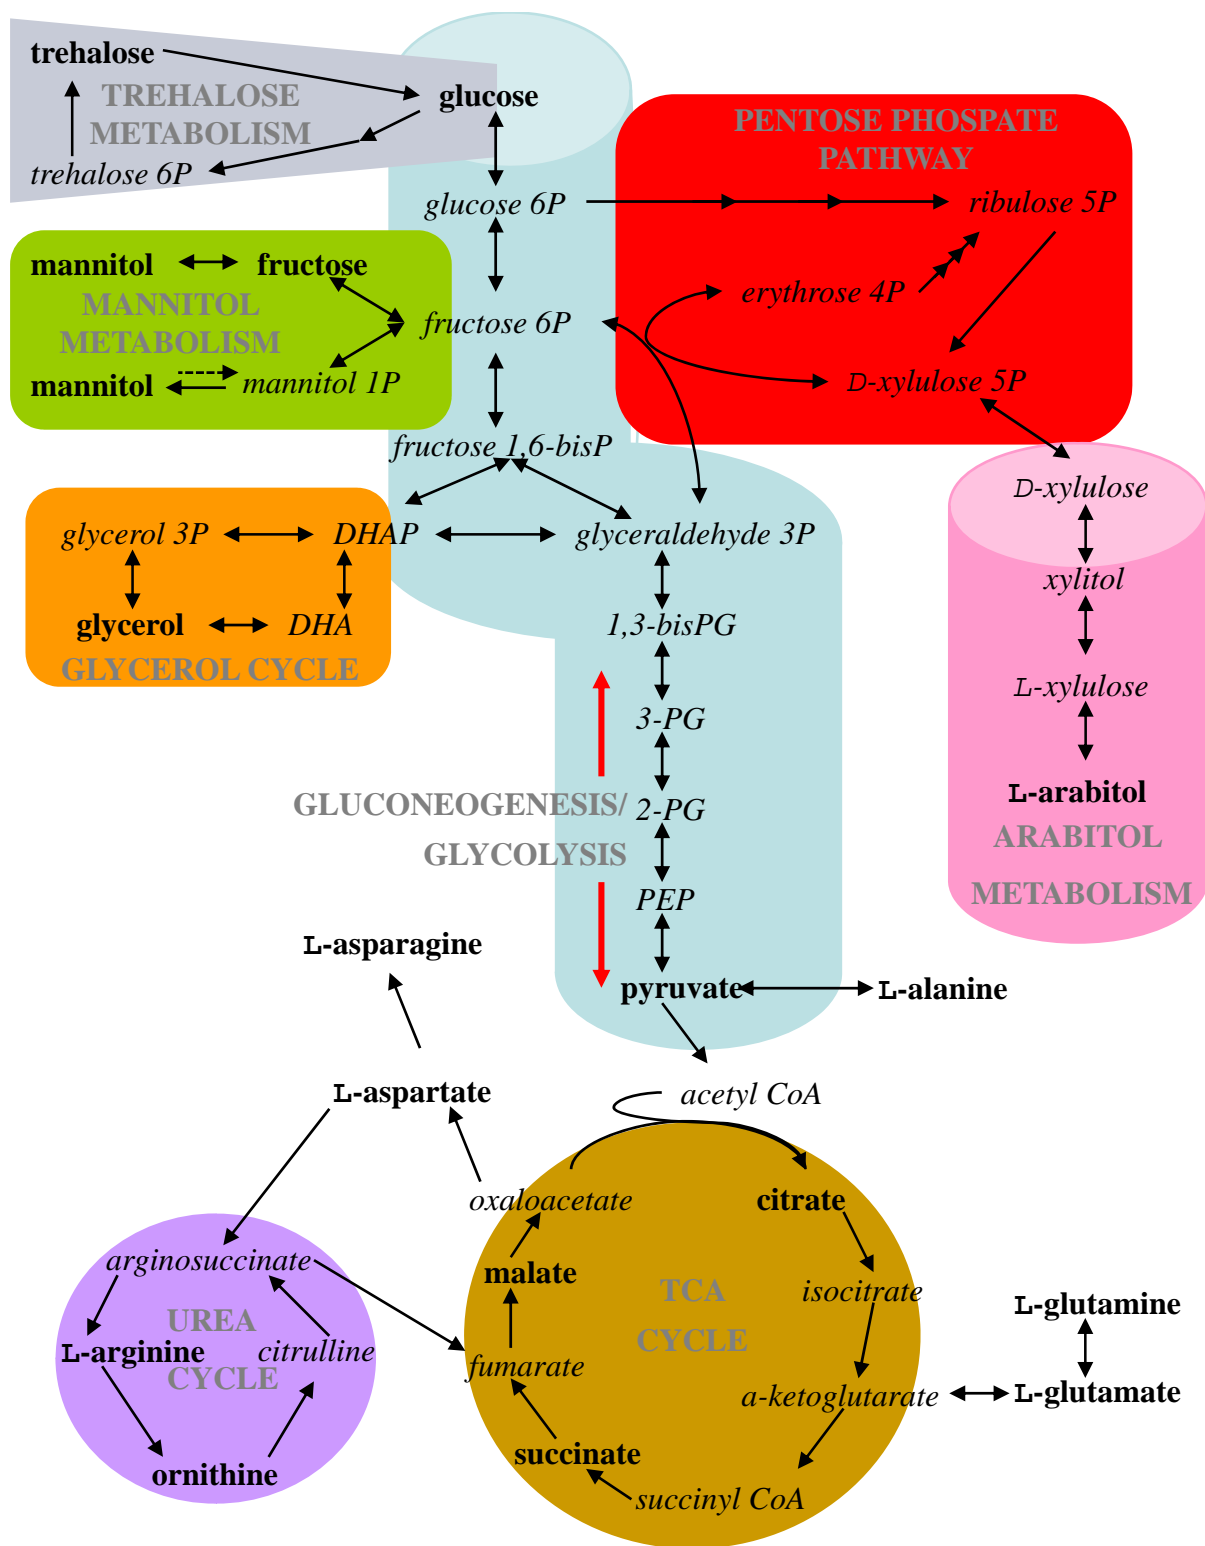 trehalose
TREHALOSE
METABOLISM
glucose
trehalose 6P
PENTOSE PHOSPATE
PATHWAY
glucose 6P
ribulose 5P
mannitol
fructose
MANNITOL
METABOLISM
erythrose 4P
fructose 6P
mannitol
mannitol 1P
D-xylulose 5P
fructose 1,6-bisP
D-xylulose
glycerol 3P
DHAP
glyceraldehyde 3P
xylitol
glycerol
DHA
1,3-bisPG
GLYCEROL CYCLE
L-xylulose
3-PG
L-arabitol
GLUCONEOGENESIS/
GLYCOLYSIS
2-PG
ARABITOL
METABOLISM
PEP
L-asparagine
pyruvate
L-alanine
L-aspartate
acetyl CoA
oxaloacetate
citrate
arginosuccinate
malate
TCA
CYCLE
isocitrate
L-glutamine
UREA
CYCLE
L-arginine
citrulline
fumarate
a-ketoglutarate
L-glutamate
ornithine
succinate
succinyl CoA